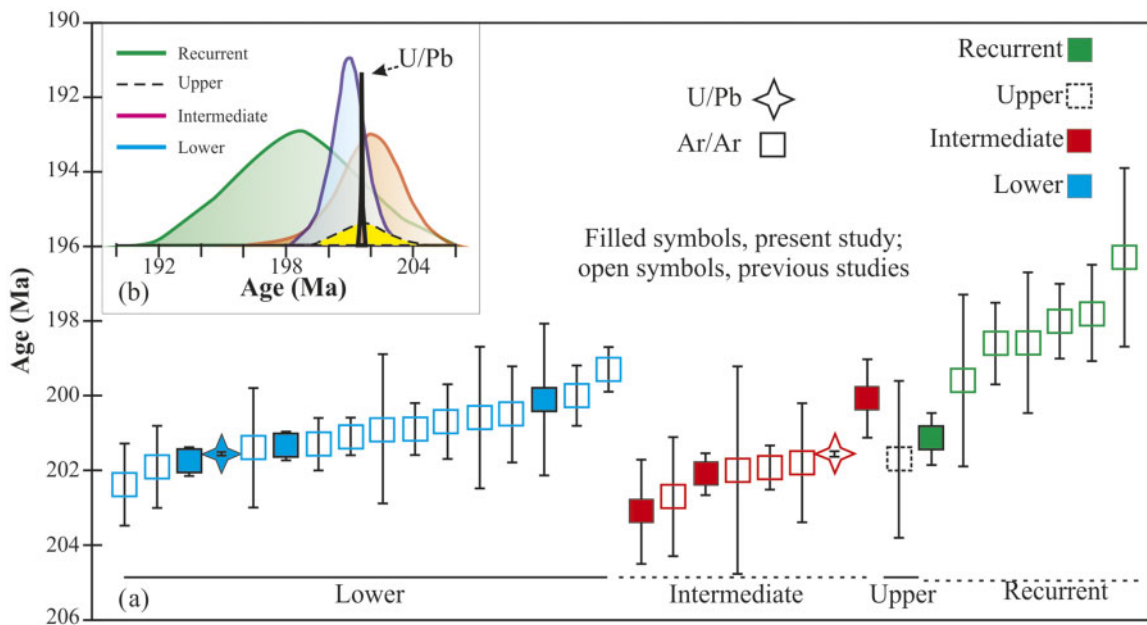 190
192
194
196
198
200
202
204
206
Age (Ma)
Recurrent
Upper
Intermediate
Lower
U/Pb
192
198
204
Age (Ma)
(b)
U/Pb
Ar/Ar
Recurrent
Upper
Intermediate
Lower
Filled symbols, present study;
open symbols, previous studies
(a)
Lower
Intermediate
Upper
Recurrent